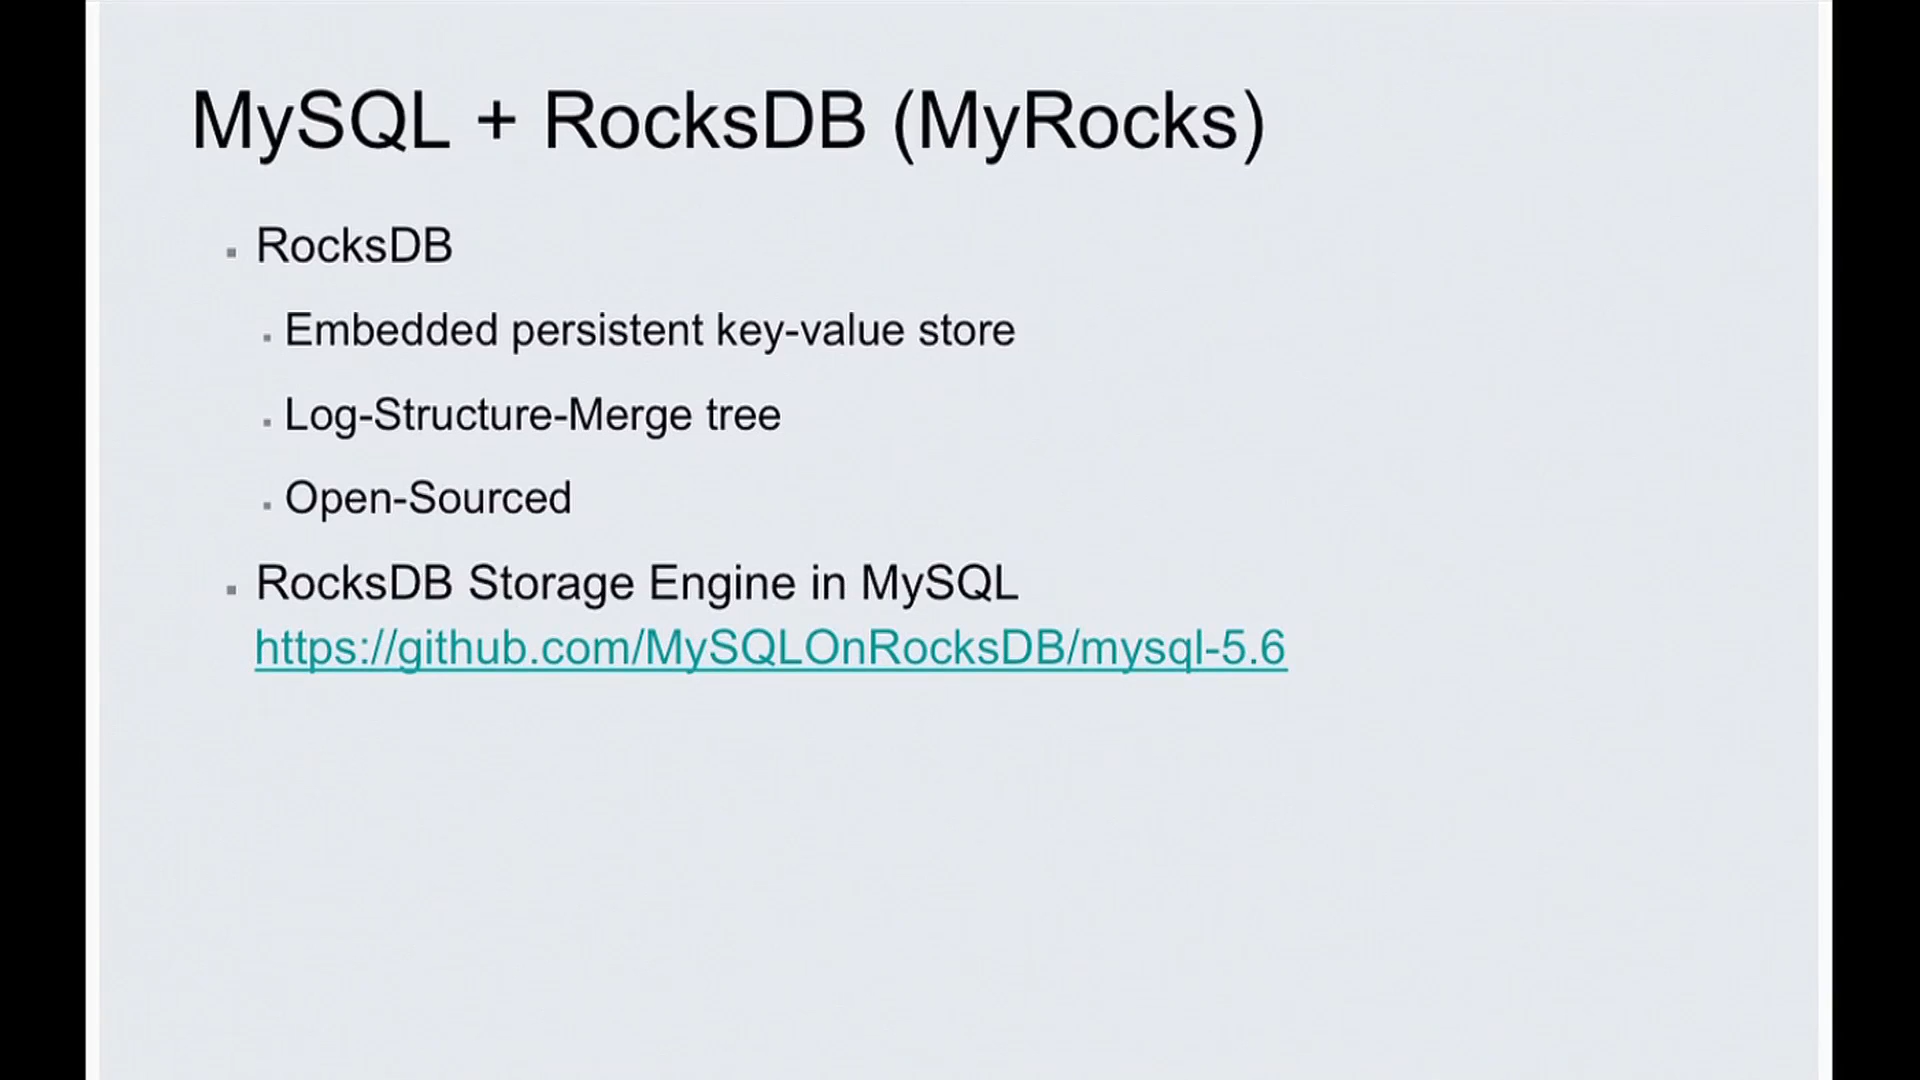 MySQL + RocksDB (MyRocks)
RocksDB
Embedded persistent key-value store
Log-Structure-Merge tree
Open-Sourced
RocksDB Storage Engine in MySQL
https://github.com/MySQLOnRocksDB/mysql-5.6